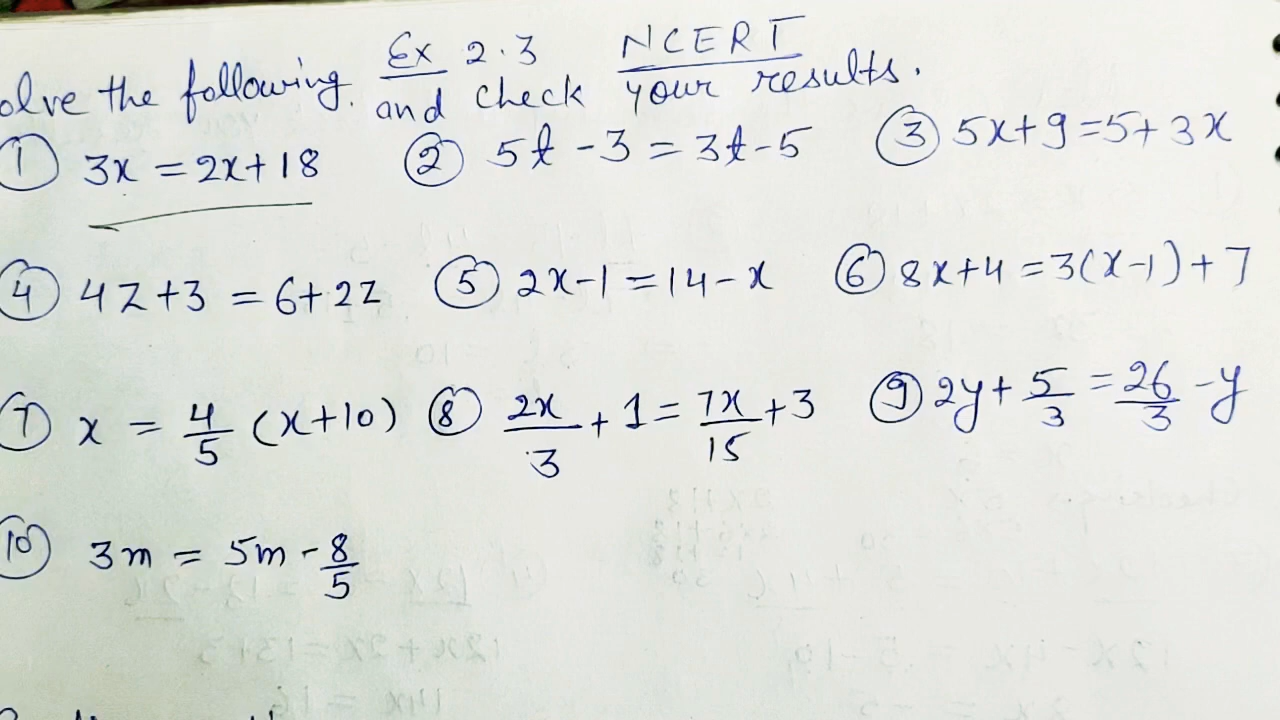 Ex 2.3 NCERT
olve the following. and check your results.
① 3x = 2x+18 ② 5t - 3 = 3t - 5 ③ 5x+9 = 5+3x
④ 4z+3 = 6+2z ⑤ 2x-1 = 14-x ⑥ 8x+4 = 3(x-1)+7
⑦ x = 4/5 (x+10) ⑧ 2x/3 + 1 = 7x/15 + 3 ⑨ 2y + 5/3 = 26/3 - y
⑩ 3m = 5m - 8/5